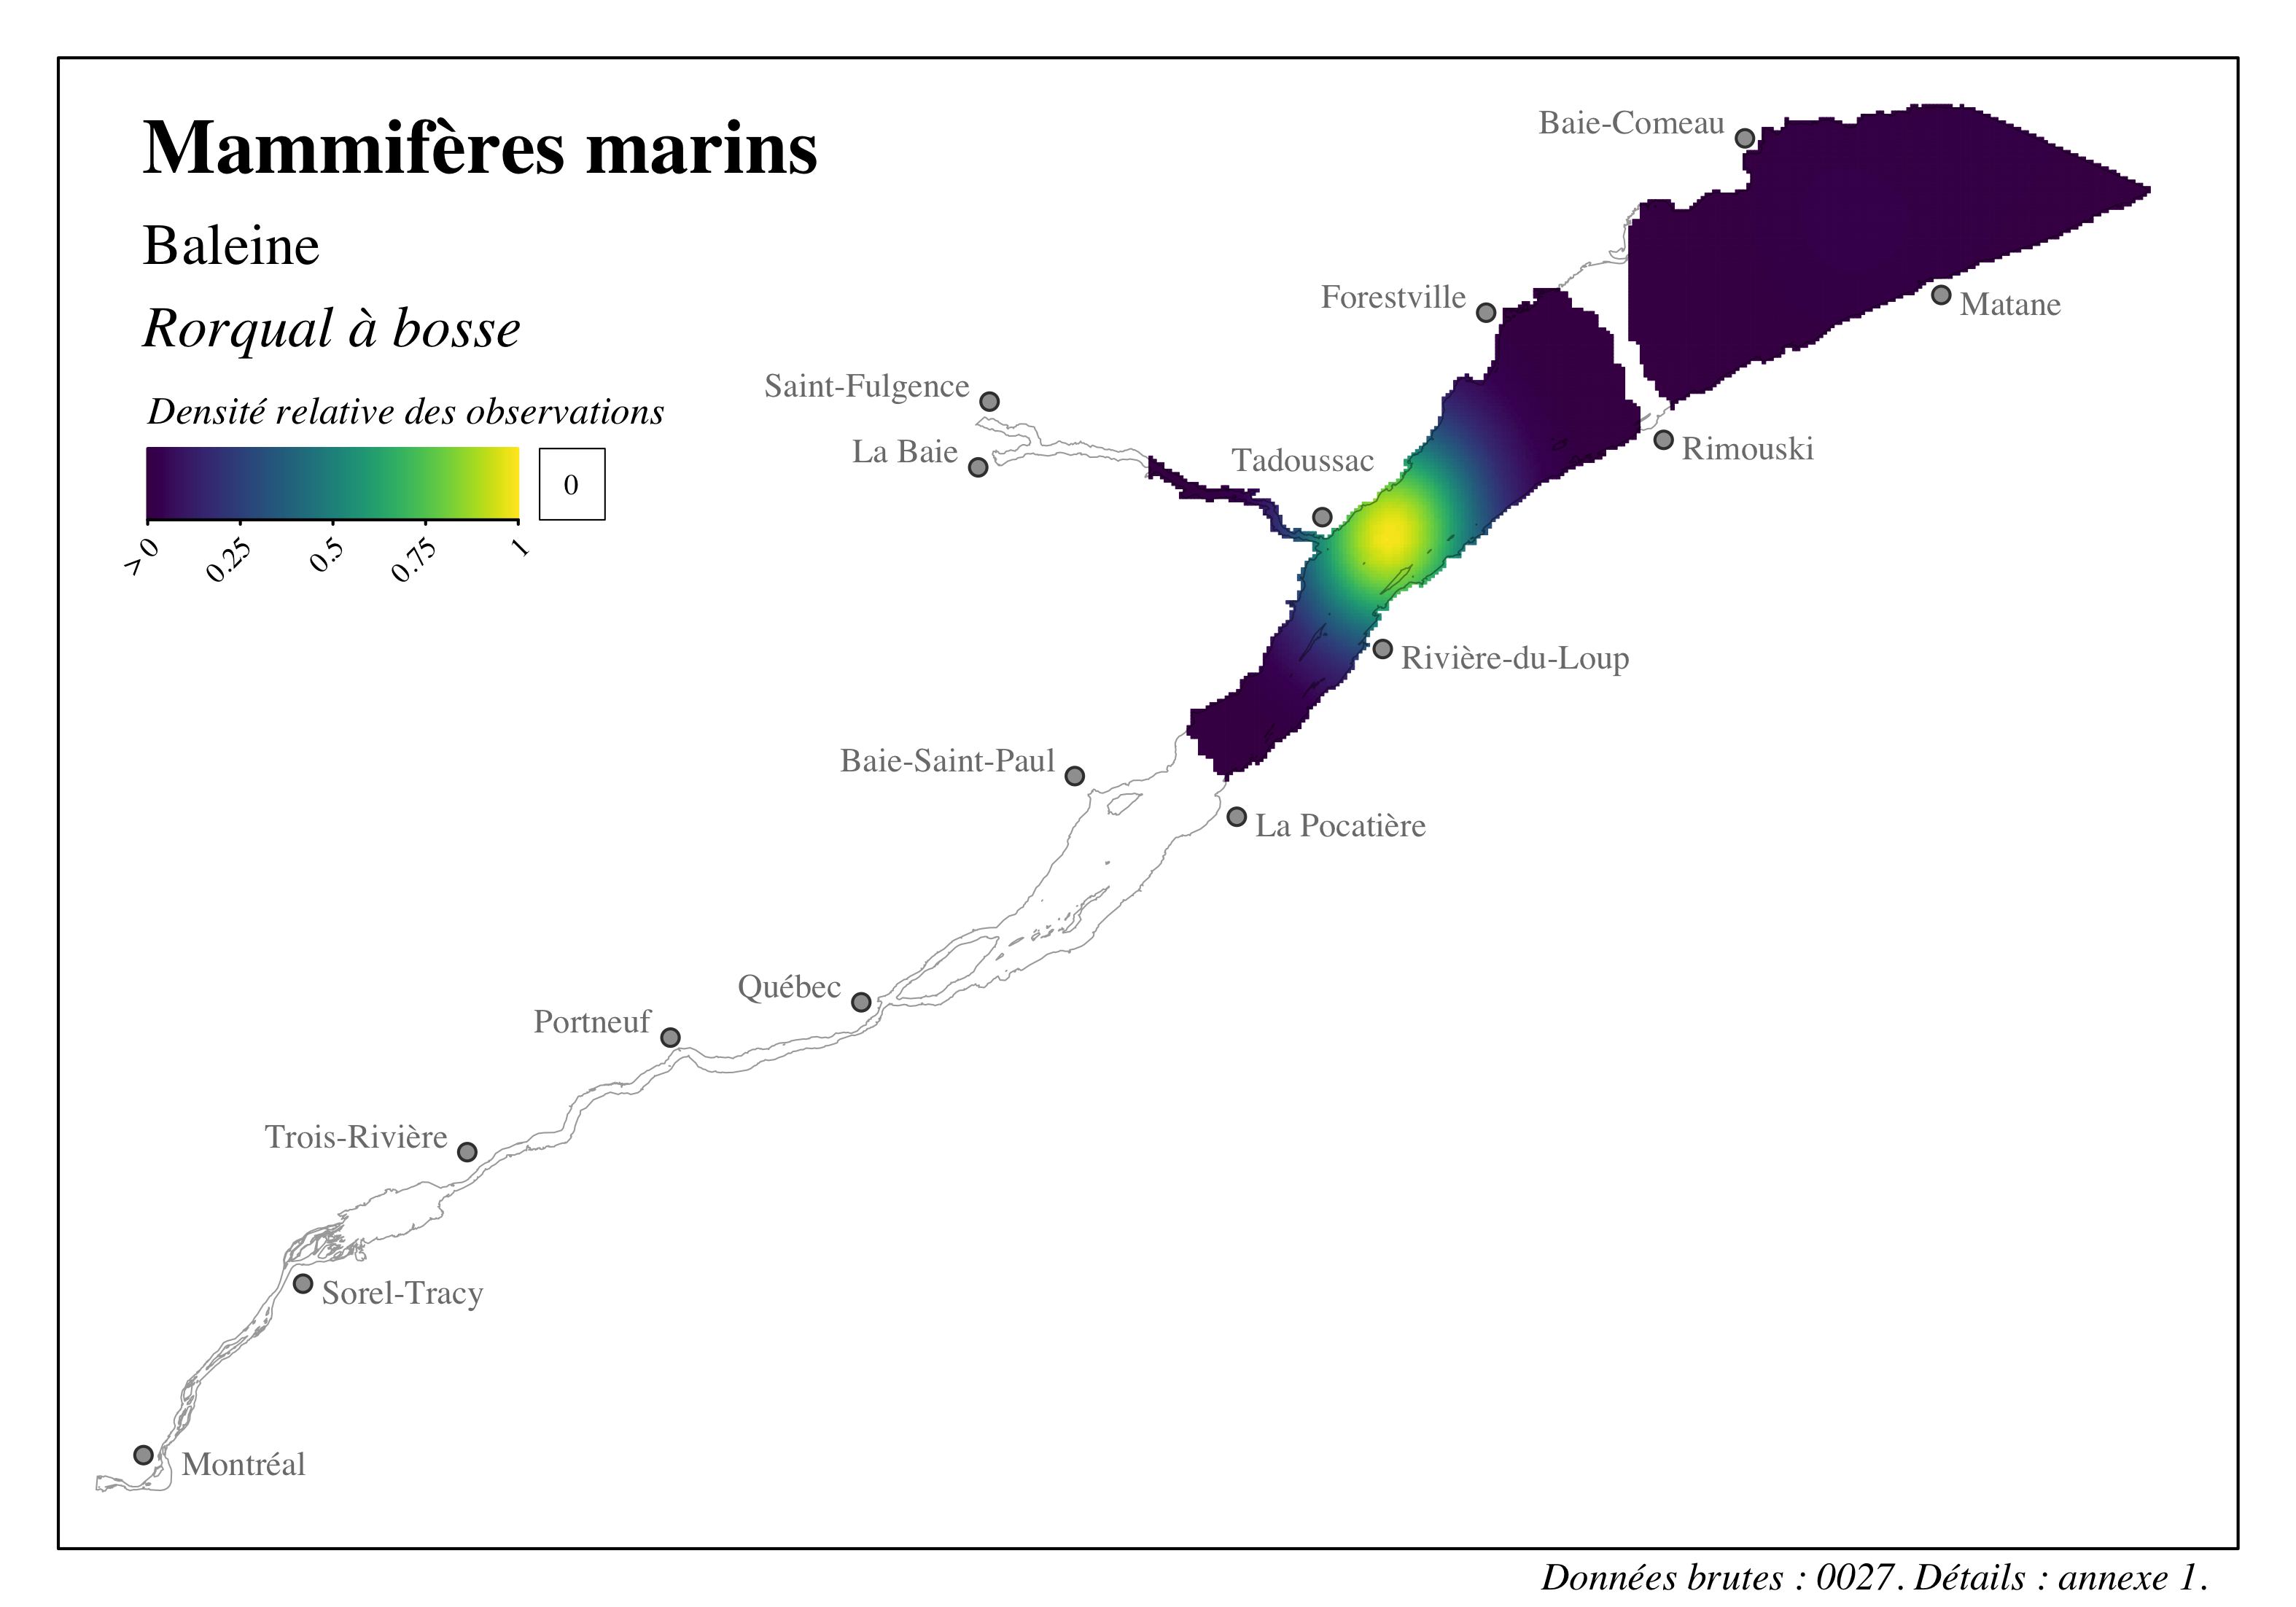 Mammifères marins
Baleine
Rorqual à bosse
Densité relative des observations
> 0
0.25
0.5
0.75
1
0
Baie-Comeau
Matane
Forestville
Rimouski
Saint-Fulgence
La Baie
Tadoussac
Rivière-du-Loup
Baie-Saint-Paul
La Pocatière
Québec
Portneuf
Trois-Rivière
Sorel-Tracy
Montréal
Données brutes : 0027. Détails : annexe 1.